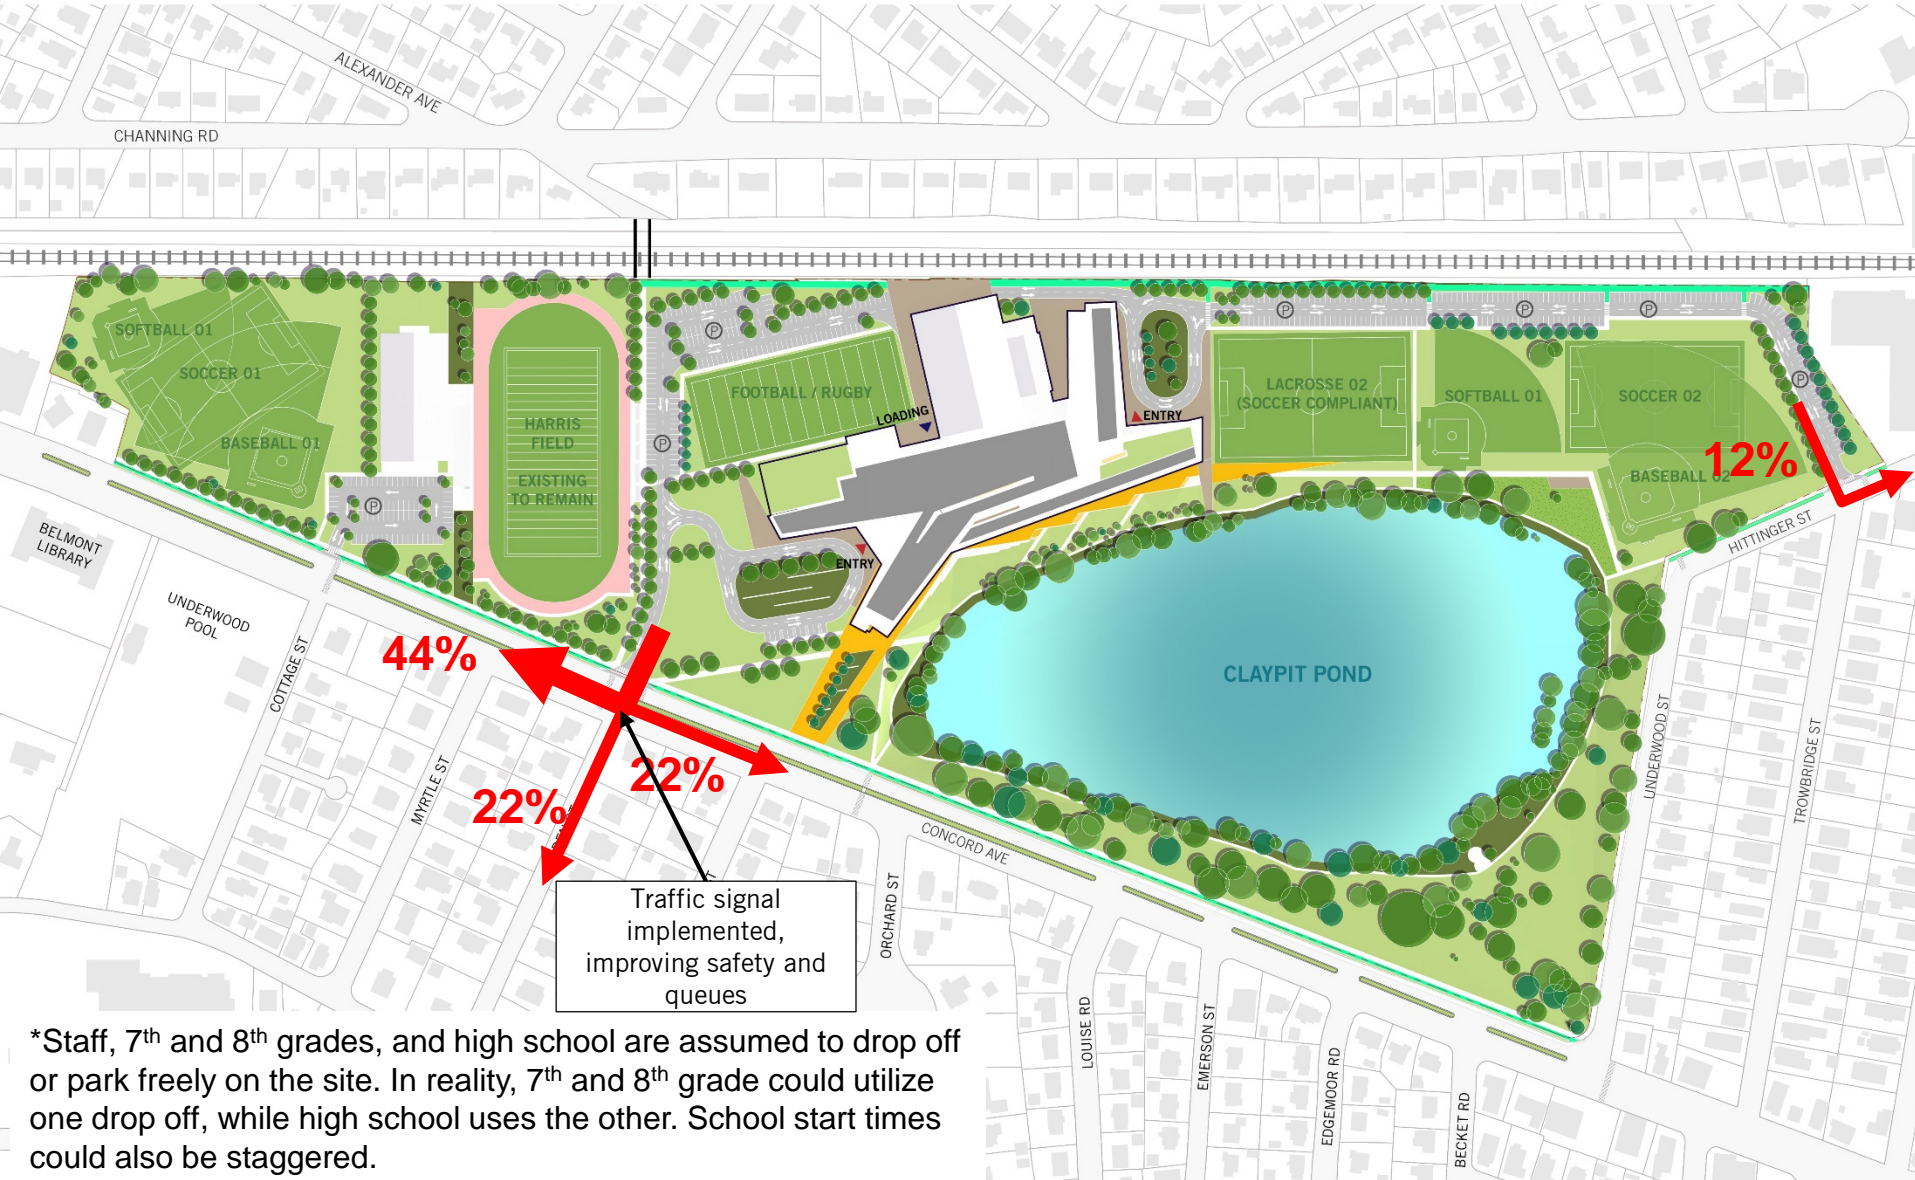 ALEXANDER AVE
CHANNING RD
SOFTBALL 01
SOCCER 01
BASEBALL 01
P
HARRIS
FIELD
EXISTING
TO REMAIN
P
P
FOOTBALL / RUGBY
LOADING
ENTRY
ENTRY
P
P
P
P
LACROSSE 02
(SOCCER COMPLIANT)
SOFTBALL 01
SOCCER 02
BASEBALL 02
12%
HITTINGER ST
BELMONT
LIBRARY
UNDERWOOD
POOL
COTTAGE ST
MYRTLE ST
44%
22%
22%
CLAYPIT POND
UNDERWOOD ST
TROWBRIDGE ST
CONCORD AVE
ORCHARD ST
LOUISE RD
EMERSON ST
EDGEMOOR RD
BECKET RD
Traffic signal
implemented,
improving safety and
queues
*Staff, 7th and 8th grades, and high school are assumed to drop off
or park freely on the site. In reality, 7th and 8th grade could utilize
one drop off, while high school uses the other. School start times
could also be staggered.